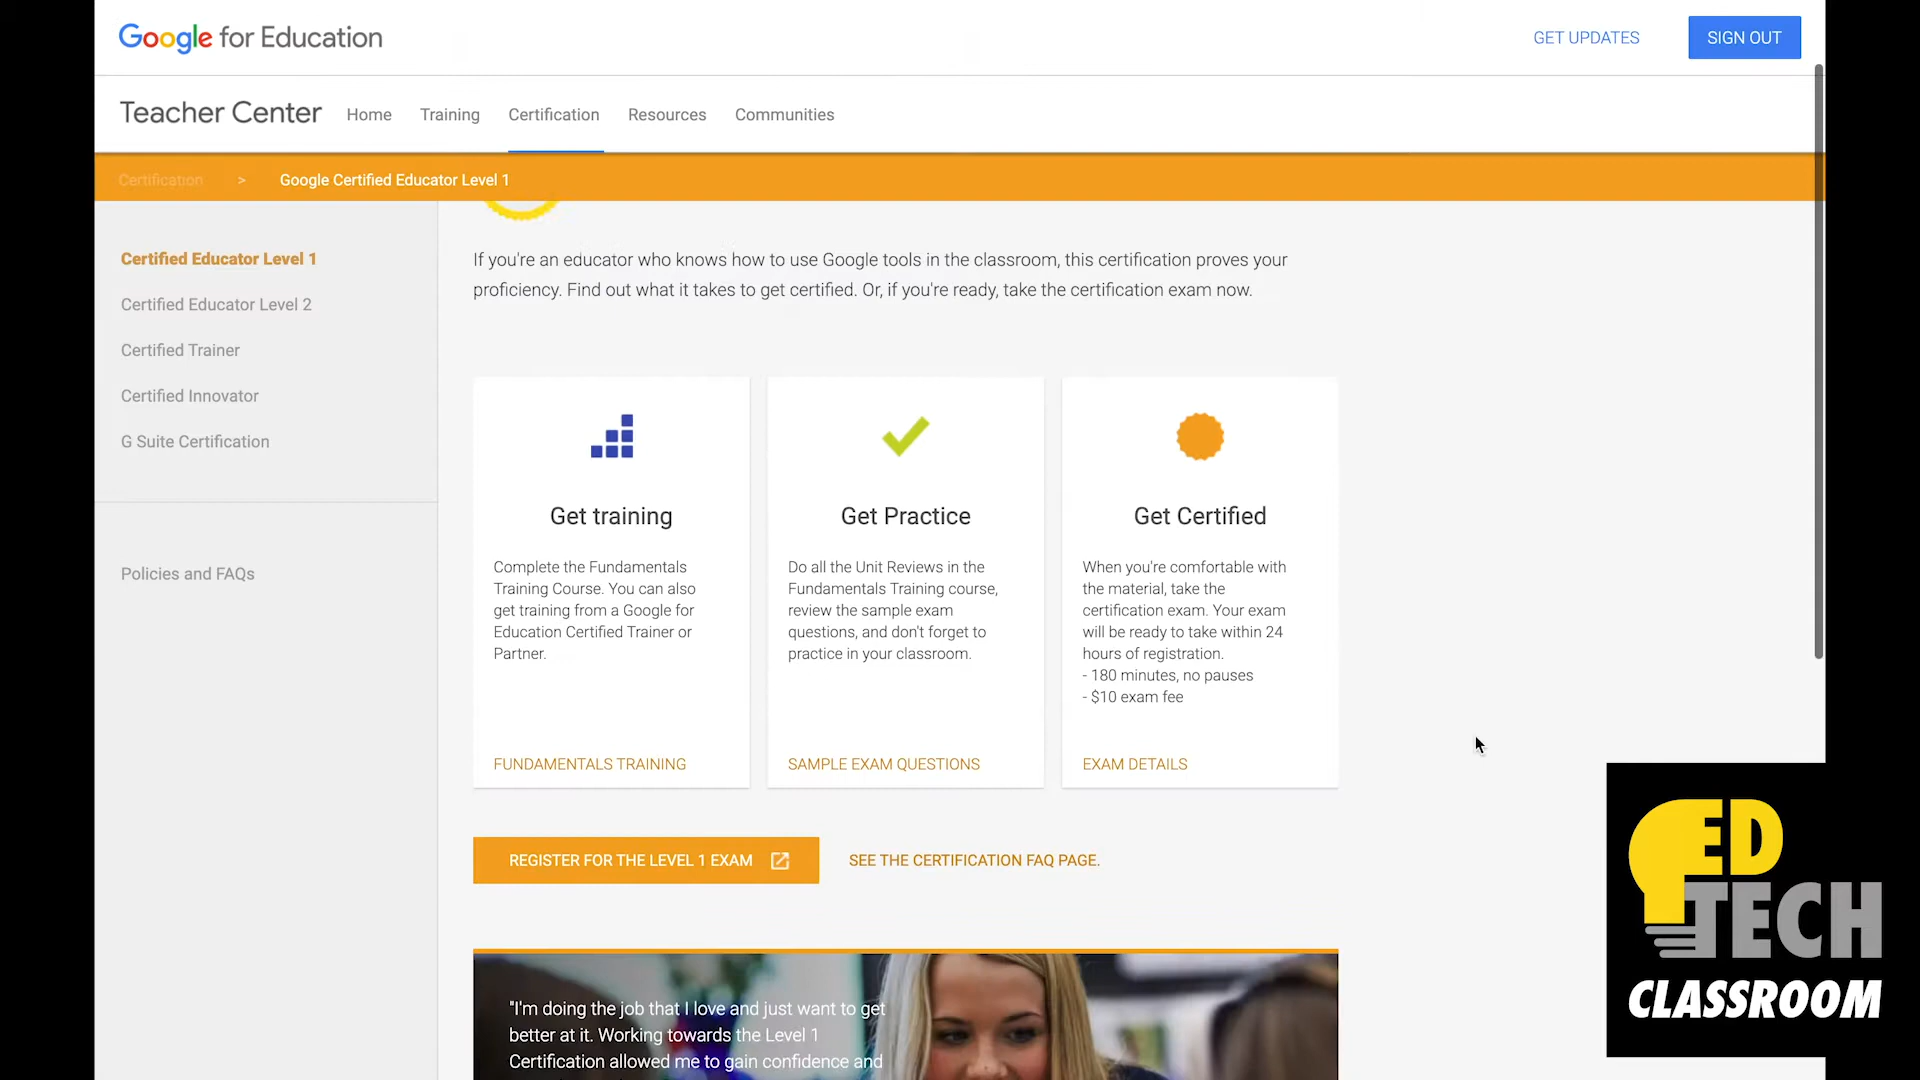 Google for Education
GET UPDATES
SIGN OUT
Teacher Center
Home
Training
Certification
Resources
Communities
Certification > Google Certified Educator Level 1
Certified Educator Level 1
Certified Educator Level 2
Certified Trainer
Certified Innovator
G Suite Certification
Policies and FAQs
If you're an educator who knows how to use Google tools in the classroom, this certification proves your
proficiency. Find out what it takes to get certified. Or, if you're ready, take the certification exam now.
Get training
Complete the Fundamentals
Training Course. You can also
get training from a Google for
Education Certified Trainer or
Partner.
FUNDAMENTALS TRAINING
Get Practice
Do all the Unit Reviews in the
Fundamentals Training course,
review the sample exam
questions, and don't forget to
practice in your classroom.
SAMPLE EXAM QUESTIONS
Get Certified
When you're comfortable with
the material, take the
certification exam. Your exam
will be ready to take within 24
hours of registration.
- 180 minutes, no pauses
- $10 exam fee
EXAM DETAILS
REGISTER FOR THE LEVEL 1 EXAM
SEE THE CERTIFICATION FAQ PAGE.
"I'm doing the job that I love and just want to get
better at it. Working towards the Level 1
Certification allowed me to gain confidence and
ED
TECH
CLASSROOM